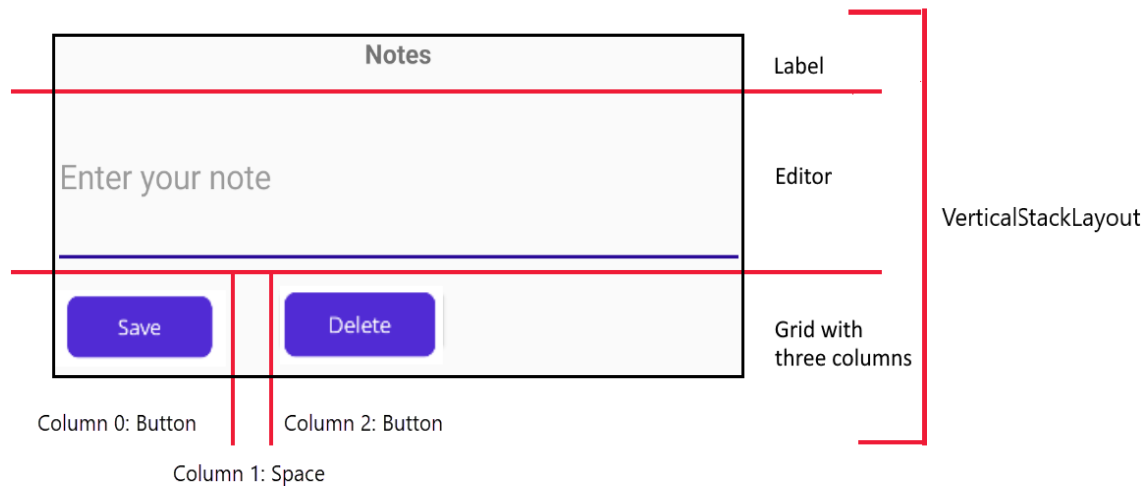 Notes
Label
Enter your note
Editor
VerticalStackLayout
Save
Delete
Grid with
three columns
Column 0: Button
Column 2: Button
Column 1: Space